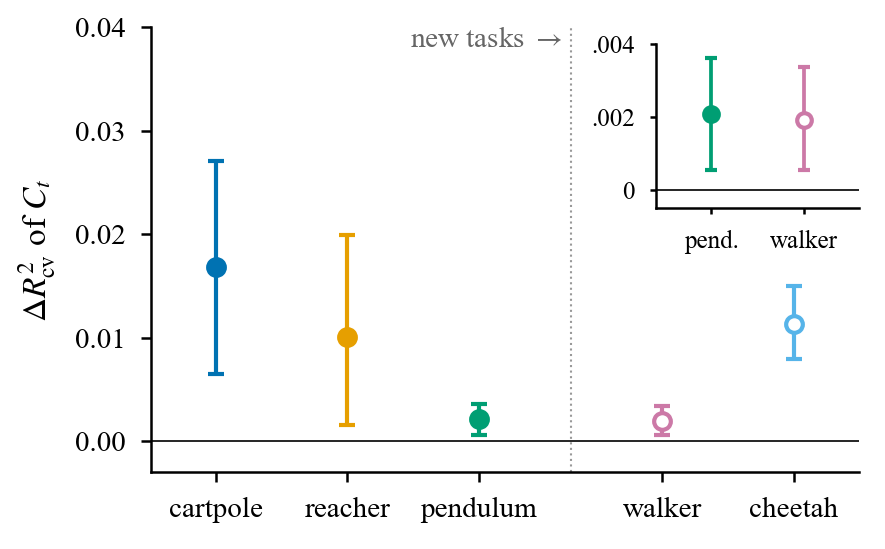 0.04
0.03
0.02
0.01
0.00
ΔR²cv of Ct
new tasks →
.004
.002
0
pend. walker
cartpole reacher pendulum walker cheetah